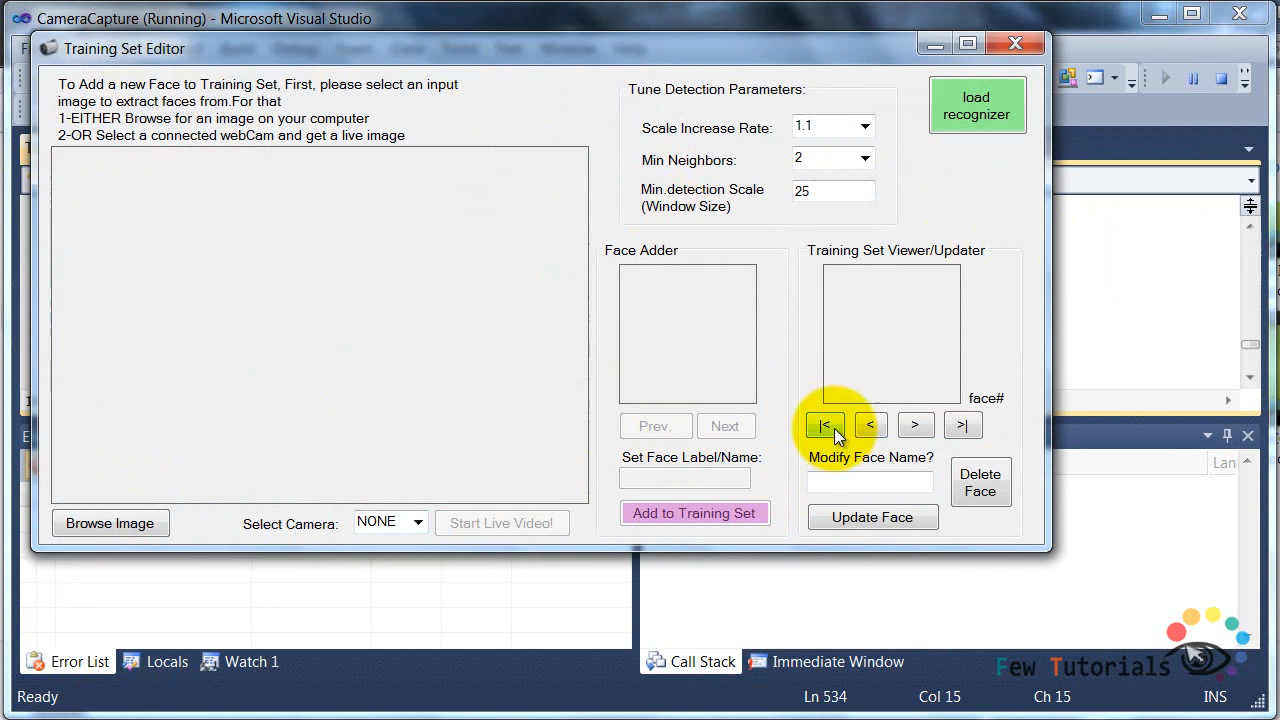 CameraCapture (Running) - Microsoft Visual Studio
Training Set Editor
To Add a new Face to Training Set, First, please select an input
image to extract faces from.For that
1-EITHER Browse for an image on your computer
2-OR Select a connected webCam and get a live image
Tune Detection Parameters:
Scale Increase Rate: 1.1
Min Neighbors: 2
Min.detection Scale
(Window Size) 25
load
recognizer
Face Adder
Prev. Next
Set Face Label/Name:
Add to Training Set
Training Set Viewer/Updater
face#
|< < > >|
Modify Face Name?
Delete
Face
Update Face
Browse Image Select Camera: NONE Start Live Video!
Lan
Error List Locals Watch 1
Call Stack Immediate Window
Few Tutorials
Ready Ln 534 Col 15 Ch 15 INS